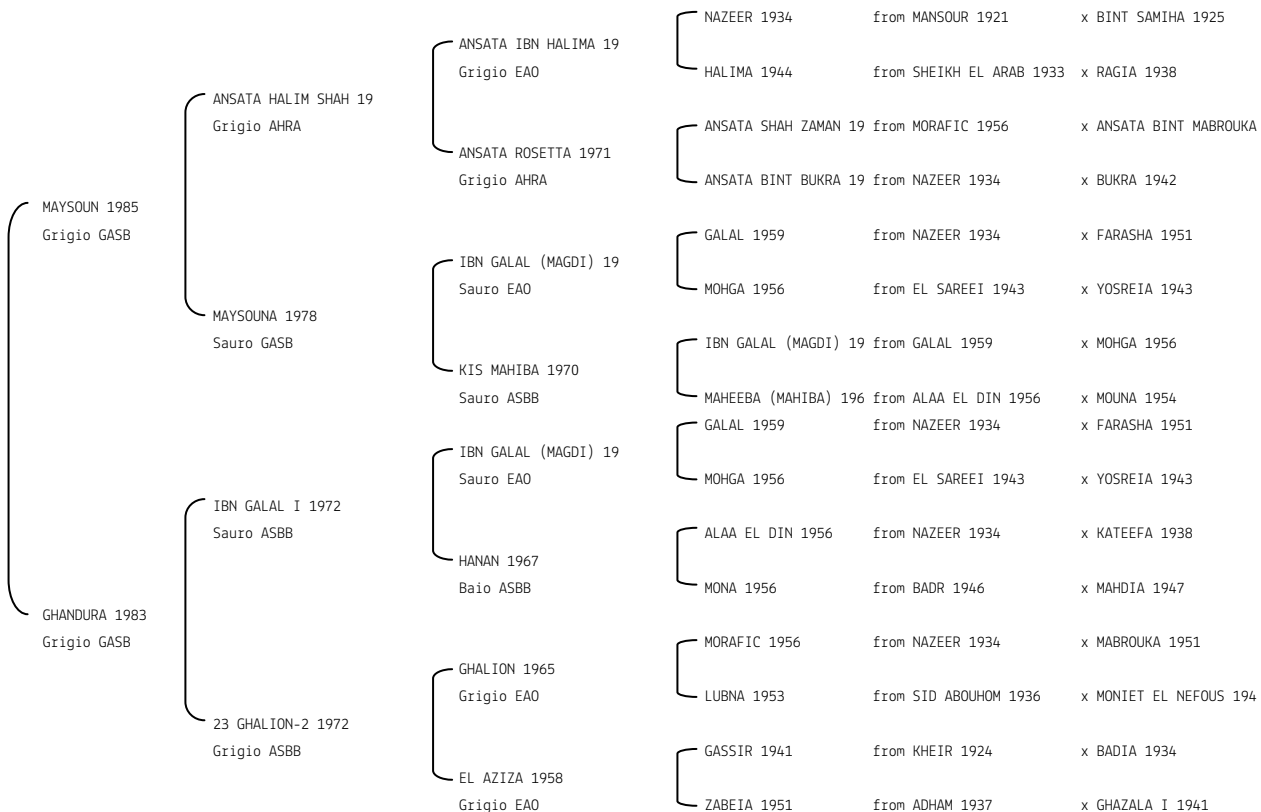 NAZEER 1934 from MANSOUR 1921 x BINT SAMIHA 1925
ANSATA IBN HALIMA 19
Grigio EAO
HALIMA 1944 from SHEIKH EL ARAB 1933 x RAGIA 1938
ANSATA HALIM SHAH 19
Grigio AHRA
ANSATA SHAH ZAMAN 19 from MORAFIC 1956 x ANSATA BINT MABROUKA
ANSATA ROSETTA 1971
Grigio AHRA
ANSATA BINT BUKRA 19 from NAZEER 1934 x BUKRA 1942
MAYSOUN 1985
Grigio GASB
GALAL 1959 from NAZEER 1934 x FARASHA 1951
IBN GALAL (MAGDI) 19
Sauro EAO
MOHGA 1956 from EL SAREEI 1943 x YOSREIA 1943
MAYSOUNA 1978
Sauro GASB
IBN GALAL (MAGDI) 19 from GALAL 1959 x MOHGA 1956
KIS MAHIBA 1970
Sauro ASBB
MAHEEBA (MAHIBA) 196 from ALAA EL DIN 1956 x MOUNA 1954
GALAL 1959 from NAZEER 1934 x FARASHA 1951
IBN GALAL (MAGDI) 19
Sauro EAO
MOHGA 1956 from EL SAREEI 1943 x YOSREIA 1943
IBN GALAL I 1972
Sauro ASBB
ALAA EL DIN 1956 from NAZEER 1934 x KATEEFA 1938
HANAN 1967
Baio ASBB
MONA 1956 from BADR 1946 x MAHDIA 1947
GHANDURA 1983
Grigio GASB
MORAFIC 1956 from NAZEER 1934 x MABROUKA 1951
GHALION 1965
Grigio EAO
LUBNA 1953 from SID ABOUHOM 1936 x MONIET EL NEFOUS 194
23 GHALION-2 1972
Grigio ASBB
GASSIR 1941 from KHEIR 1924 x BADIA 1934
EL AZIZA 1958
Grigio EAO
ZABEIA 1951 from ADHAM 1937 x GHAZALA I 1941